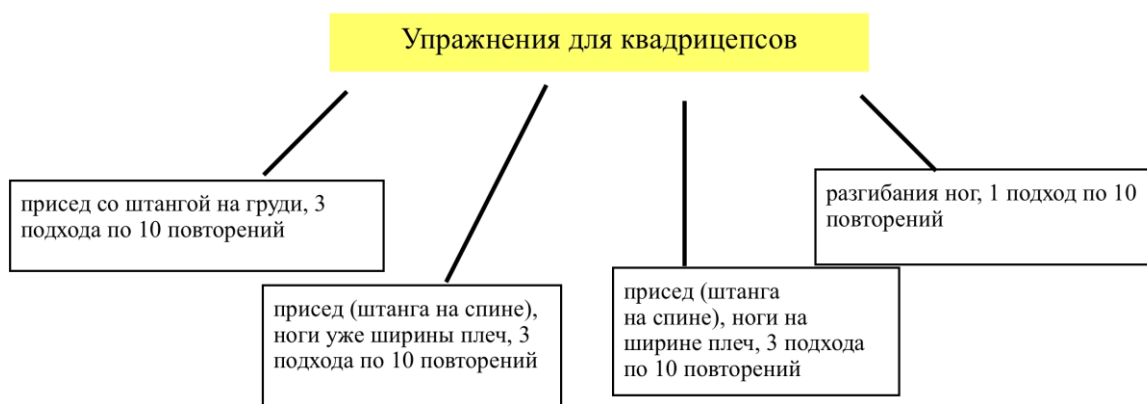 Упражнения для квадрицепсов
присед со штангой на груди, 3
подхода по 10 повторений
присед (штанга на спине),
ноги уже ширины плеч, 3
подхода по 10 повторений
присед (штанга
на спине), ноги на
ширине плеч, 3 подхода
по 10 повторений
разгибания ног, 1 подход по 10
повторений